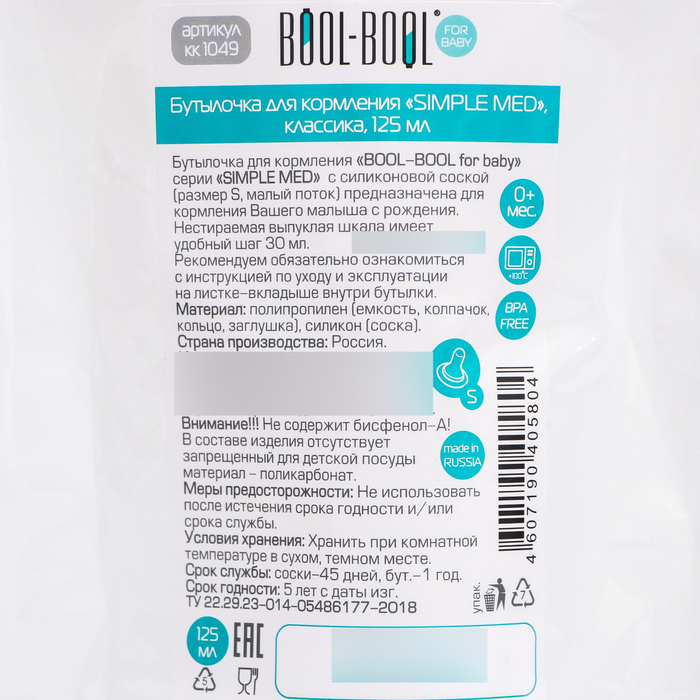 артикул
кк 1049
BOOL-BOOL®
FOR
BABY
Бутылочка для кормления «SIMPLE MED»,
классика, 125 мл
Бутылочка для кормления «BOOL-BOOL for baby»
серии «SIMPLE MED» с силиконовой соской
(размер S, малый поток) предназначена для
кормления Вашего малыша с рождения.
Нестираемая выпуклая шкала имеет
удобный шаг 30 мл.
Рекомендуем обязательно ознакомиться
с инструкцией по уходу и эксплуатации
на листке-вкладыше внутри бутылки.
Материал: полипропилен (емкость, колпачок,
кольцо, заглушка), силикон (соска).
Страна производства: Россия.
0+
мес.
+100°C
BPA
FREE
S
Внимание!!! Не содержит бисфенол-А!
В составе изделия отсутствует
запрещенный для детской посуды
материал - поликарбонат.
Меры предосторожности: Не использовать
после истечения срока годности и/или
срока службы.
Условия хранения: Хранить при комнатной
температуре в сухом, темном месте.
Срок службы: соски-45 дней, бут.-1 год.
Срок годности: 5 лет с даты изг.
ТУ 22.29.23-014-05486177-2018
made in
RUSSIA
4 607190 405804
упак.
7
125
мл
EAC
5